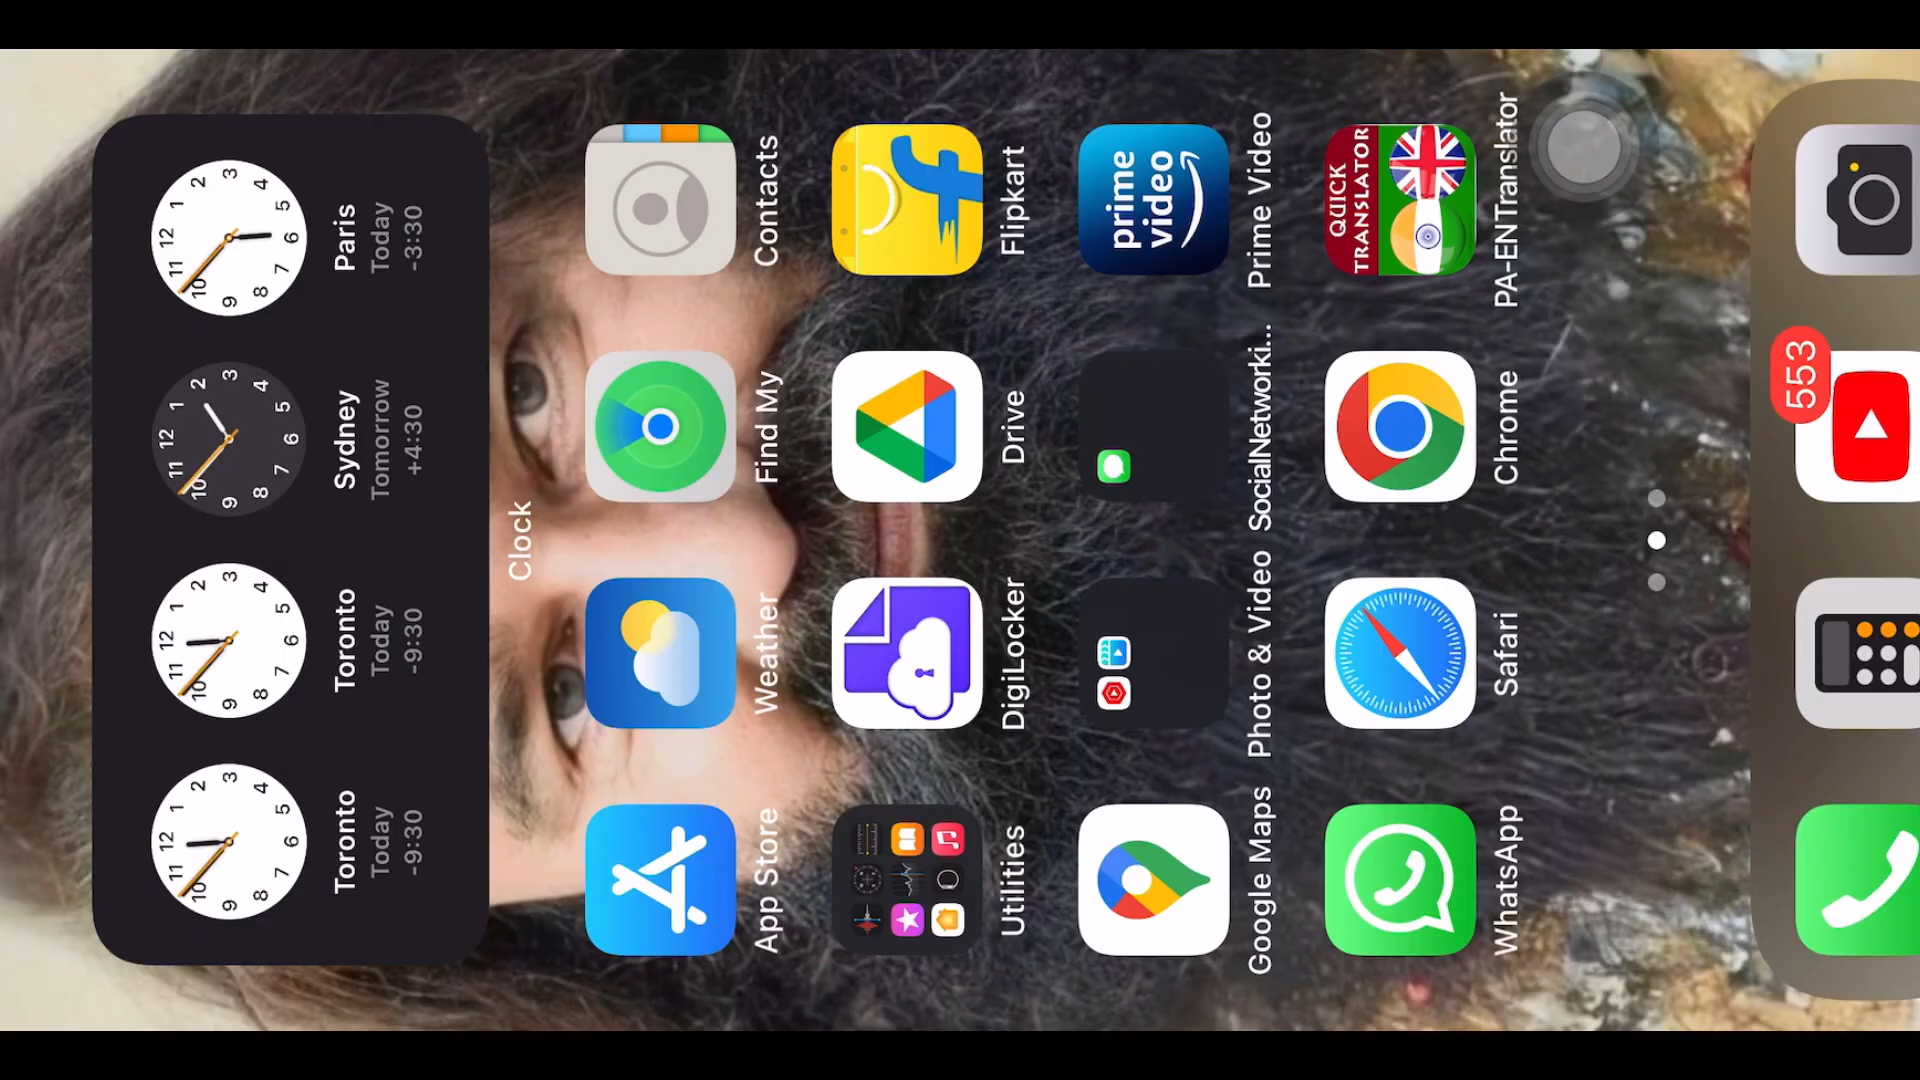 Toronto
Today
-9:30
Toronto
Today
-9:30
Sydney
Tomorrow
+4:30
Paris
Today
-3:30
Clock
App Store
Weather
Find My
Contacts
Utilities
DigiLocker
Drive
Flipkart
prime
video
Google Maps
Photo & Video
SocialNetworki...
Prime Video
QUICK
TRANSLATOR
WhatsApp
Safari
Chrome
PA-ENTranslator
553